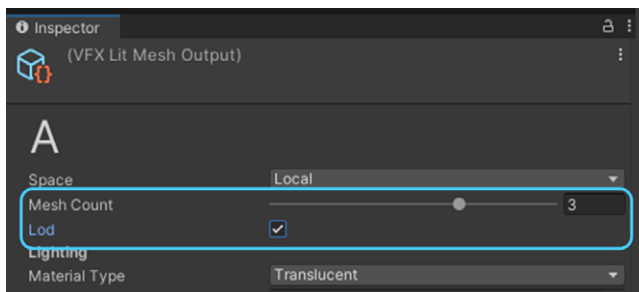 Inspector
(VFX Lit Mesh Output)
A
Space Local
Mesh Count 3
Lod
Lighting
Material Type Translucent